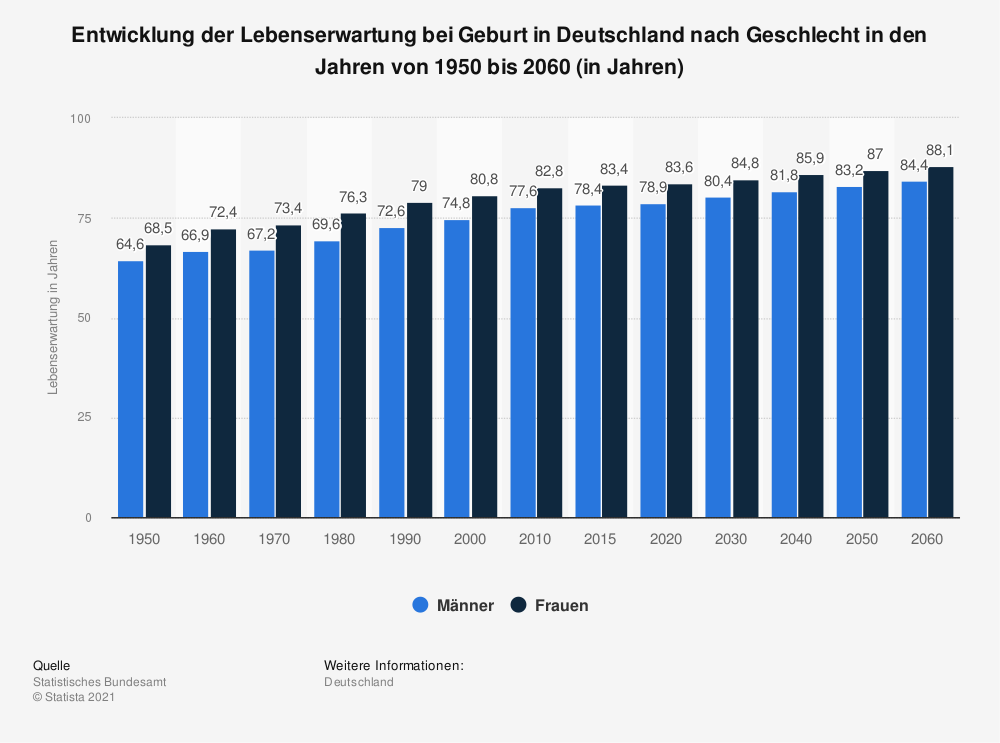 Entwicklung der Lebenserwartung bei Geburt in Deutschland nach Geschlecht in den
Jahren von 1950 bis 2060 (in Jahren)
Lebenserwartung in Jahren
100
75
50
25
0
64,6 68,5 66,9 72,4 67,2 73,4 69,6 76,3 72,6 79 74,8 80,8 77,6 82,8 78,4 83,4 78,9 83,6 80,4 84,8 81,8 85,9 83,2 87 84,4 88,1
1950 1960 1970 1980 1990 2000 2010 2015 2020 2030 2040 2050 2060
Männer Frauen
Quelle
Statistisches Bundesamt
© Statista 2021
Weitere Informationen:
Deutschland